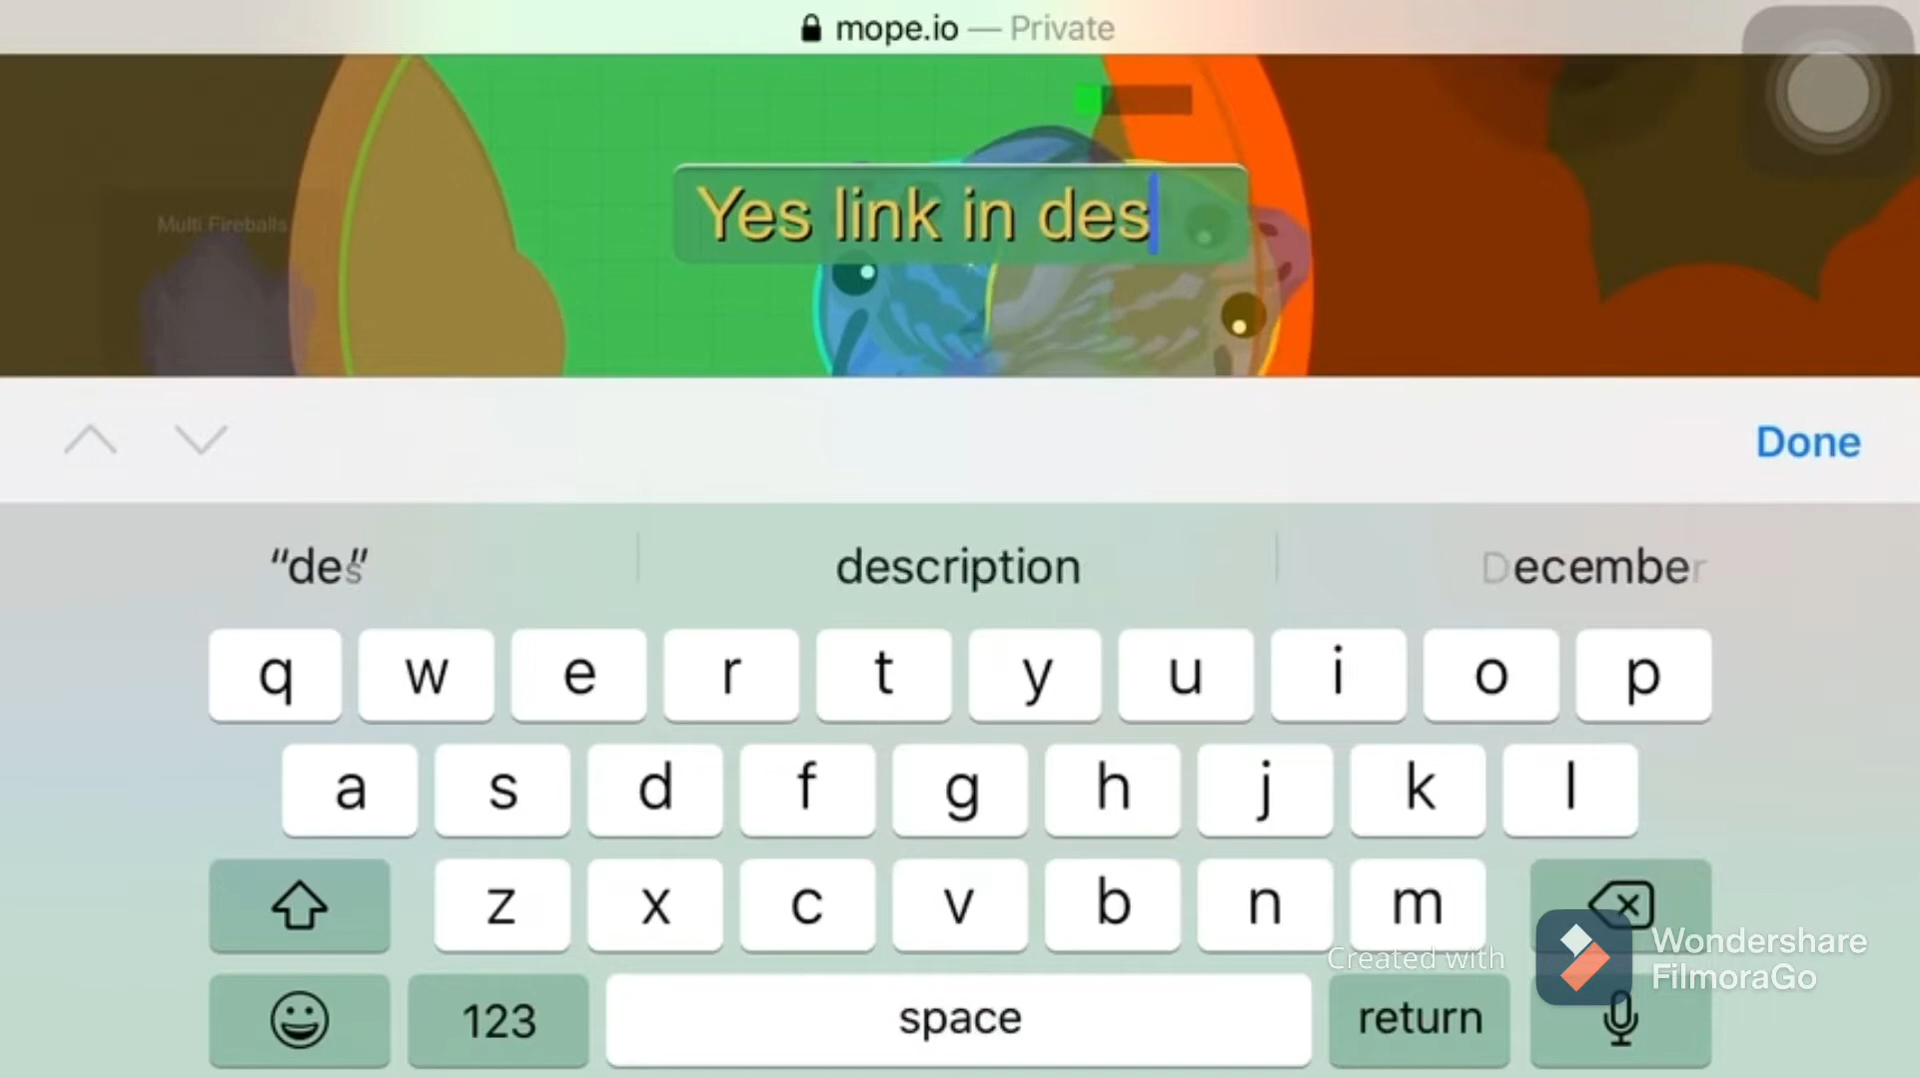 mope.io — Private
Multi Fireballs
Yes link in des
Done
“des” description December
q w e r t y u i o p
a s d f g h j k l
z x c v b n m
Created with
Wondershare
FilmoraGo
123 space return